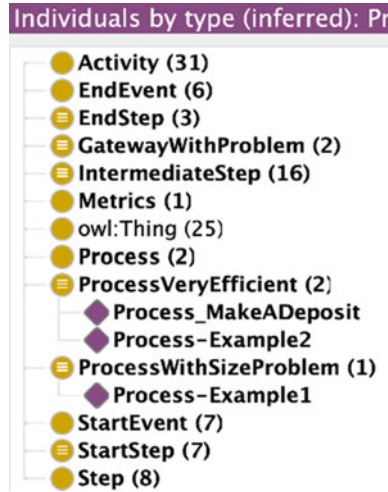 Individuals by type (inferred): Pr
Activity (31)
EndEvent (6)
EndStep (3)
GatewayWithProblem (2)
IntermediateStep (16)
Metrics (1)
owl:Thing (25)
Process (2)
ProcessVeryEfficient (2)
Process_MakeADeposit
Process-Example2
ProcessWithSizeProblem (1)
Process-Example1
StartEvent (7)
StartStep (7)
Step (8)